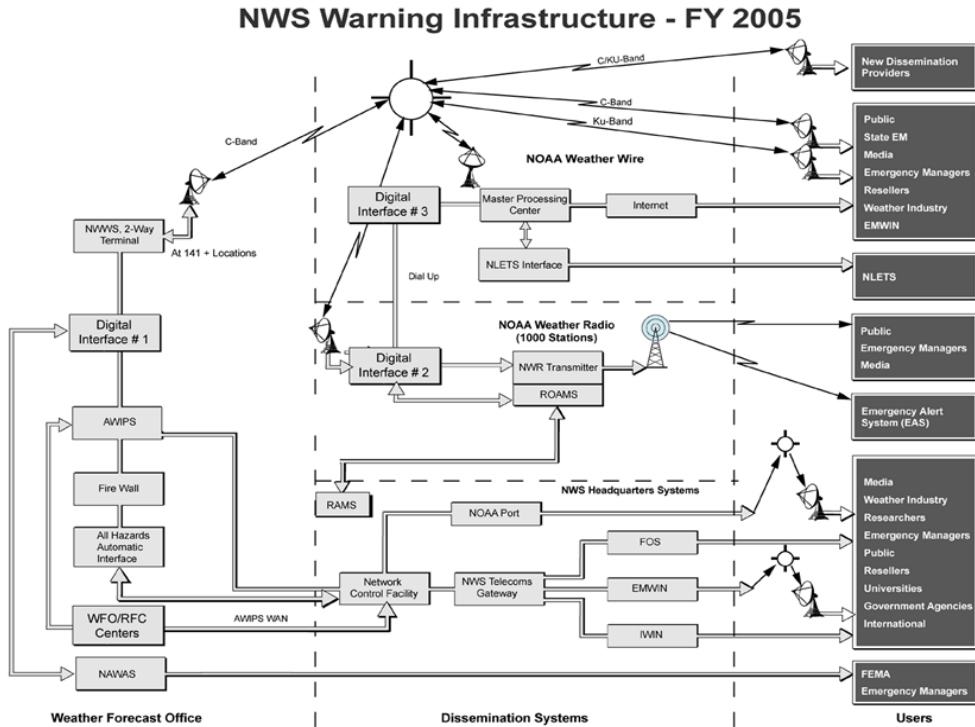 NWS Warning Infrastructure - FY 2005
C/KU-Band
C-Band
Ku-Band
C-Band
New Dissemination
Providers
Public
State EM
Media
Emergency Managers
Resellers
Weather Industry
EMWIN
NOAA Weather Wire
Digital
Interface # 3
Master Processing
Center
Internet
NWWS, 2-Way
Terminal
At 141 + Locations
Dial Up
NLETS Interface
NLETS
Digital
Interface # 1
NOAA Weather Radio
(1000 Stations)
Digital
Interface # 2
NWR Transmitter
ROAMS
Public
Emergency Managers
Media
Emergency Alert
System (EAS)
AWIPS
Fire Wall
All Hazards
Automatic
Interface
WFO/RFC
Centers
NAWAS
RAMS
NWS Headquarters Systems
NOAA Port
FOS
Network
Control Facility
NWS Telecoms
Gateway
EMWIN
IWIN
AWIPS WAN
Media
Weather Industry
Researchers
Emergency Managers
Public
Resellers
Universities
Government Agencies
International
FEMA
Emergency Managers
Weather Forecast Office
Dissemination Systems
Users